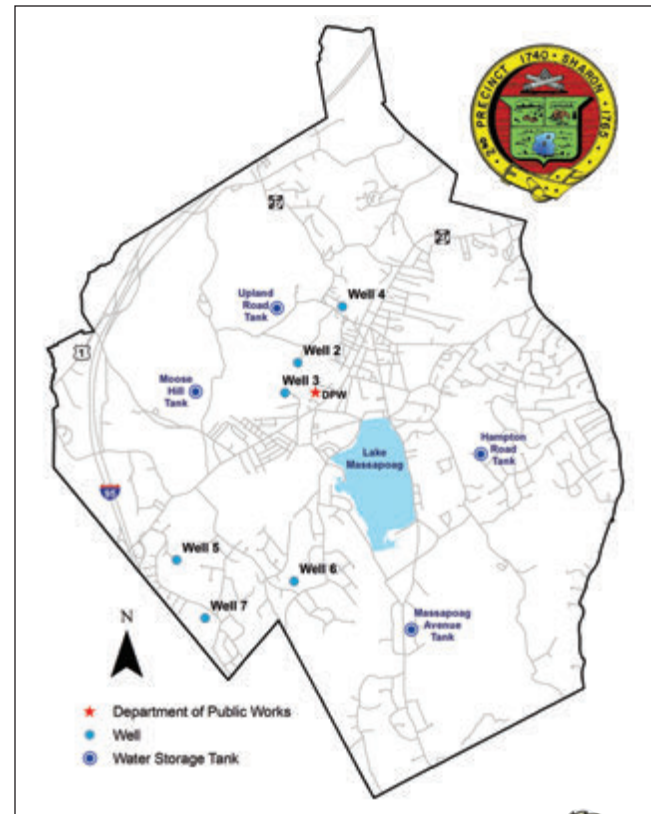 2ND PRECINCT 1740 • SHARON • 1765
27
Upland
Road
Tank
Well 4
1
Well 2
Moose
Hill
Tank
Well 3
DPW
Lake
Massapoag
Hampton
Road
Tank
95
Well 5
Well 6
Well 7
Massapoag
Avenue
Tank
N
Department of Public Works
Well
Water Storage Tank